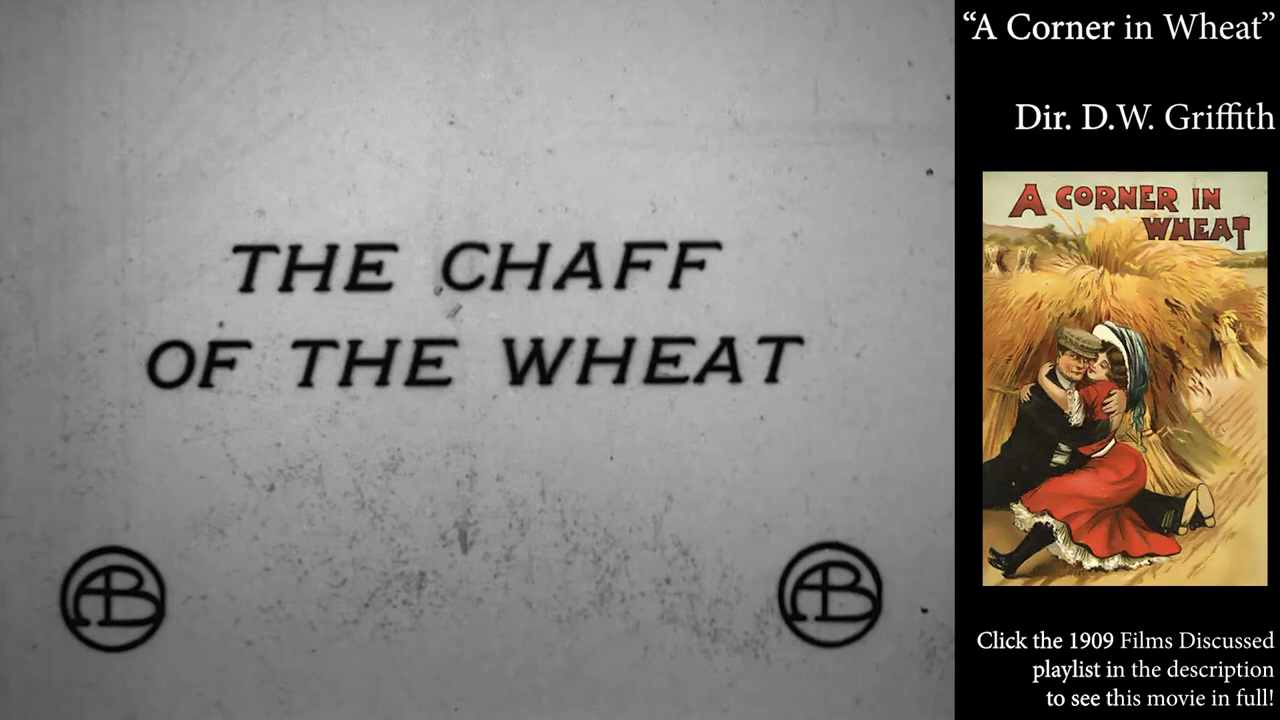 THE CHAFF
OF THE WHEAT
AB
AB
“A Corner in Wheat”
Dir. D.W. Griffith
A CORNER IN
WHEAT
Click the 1909 Films Discussed
playlist in the description
to see this movie in full!